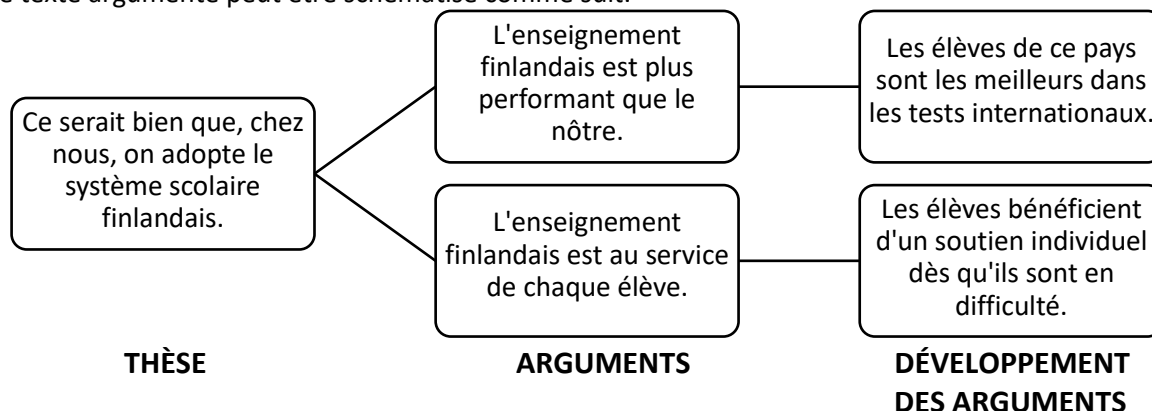 texte argumenté peut être schématisé comme suit:
L'enseignement
finlandais est plus
performant que le
nôtre.
Les élèves de ce pays
sont les meilleurs dans
les tests internationaux.
Ce serait bien que, chez
nous, on adopte le
système scolaire
finlandais.
L'enseignement
finlandais est au service
de chaque élève.
Les élèves bénéficient
d'un soutien individuel
dès qu'ils sont en
difficulté.
THÈSE
ARGUMENTS
DÉVELOPPEMENT
DES ARGUMENTS